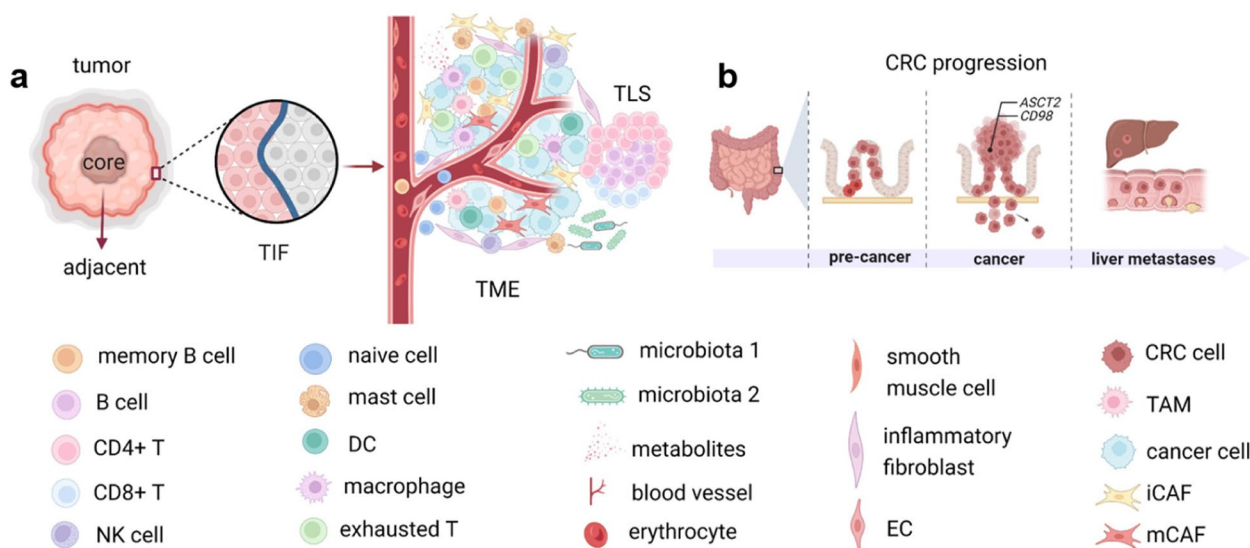 a
tumor
core
adjacent
TIF
TME
TLS
b
CRC progression
ASCT2
CD98
pre-cancer
cancer
liver metastases
memory B cell
B cell
CD4+ T
CD8+ T
NK cell
naive cell
mast cell
DC
macrophage
exhausted T
microbiota 1
microbiota 2
metabolites
blood vessel
erythrocyte
smooth
muscle cell
inflammatory
fibroblast
EC
CRC cell
TAM
cancer cell
iCAF
mCAF